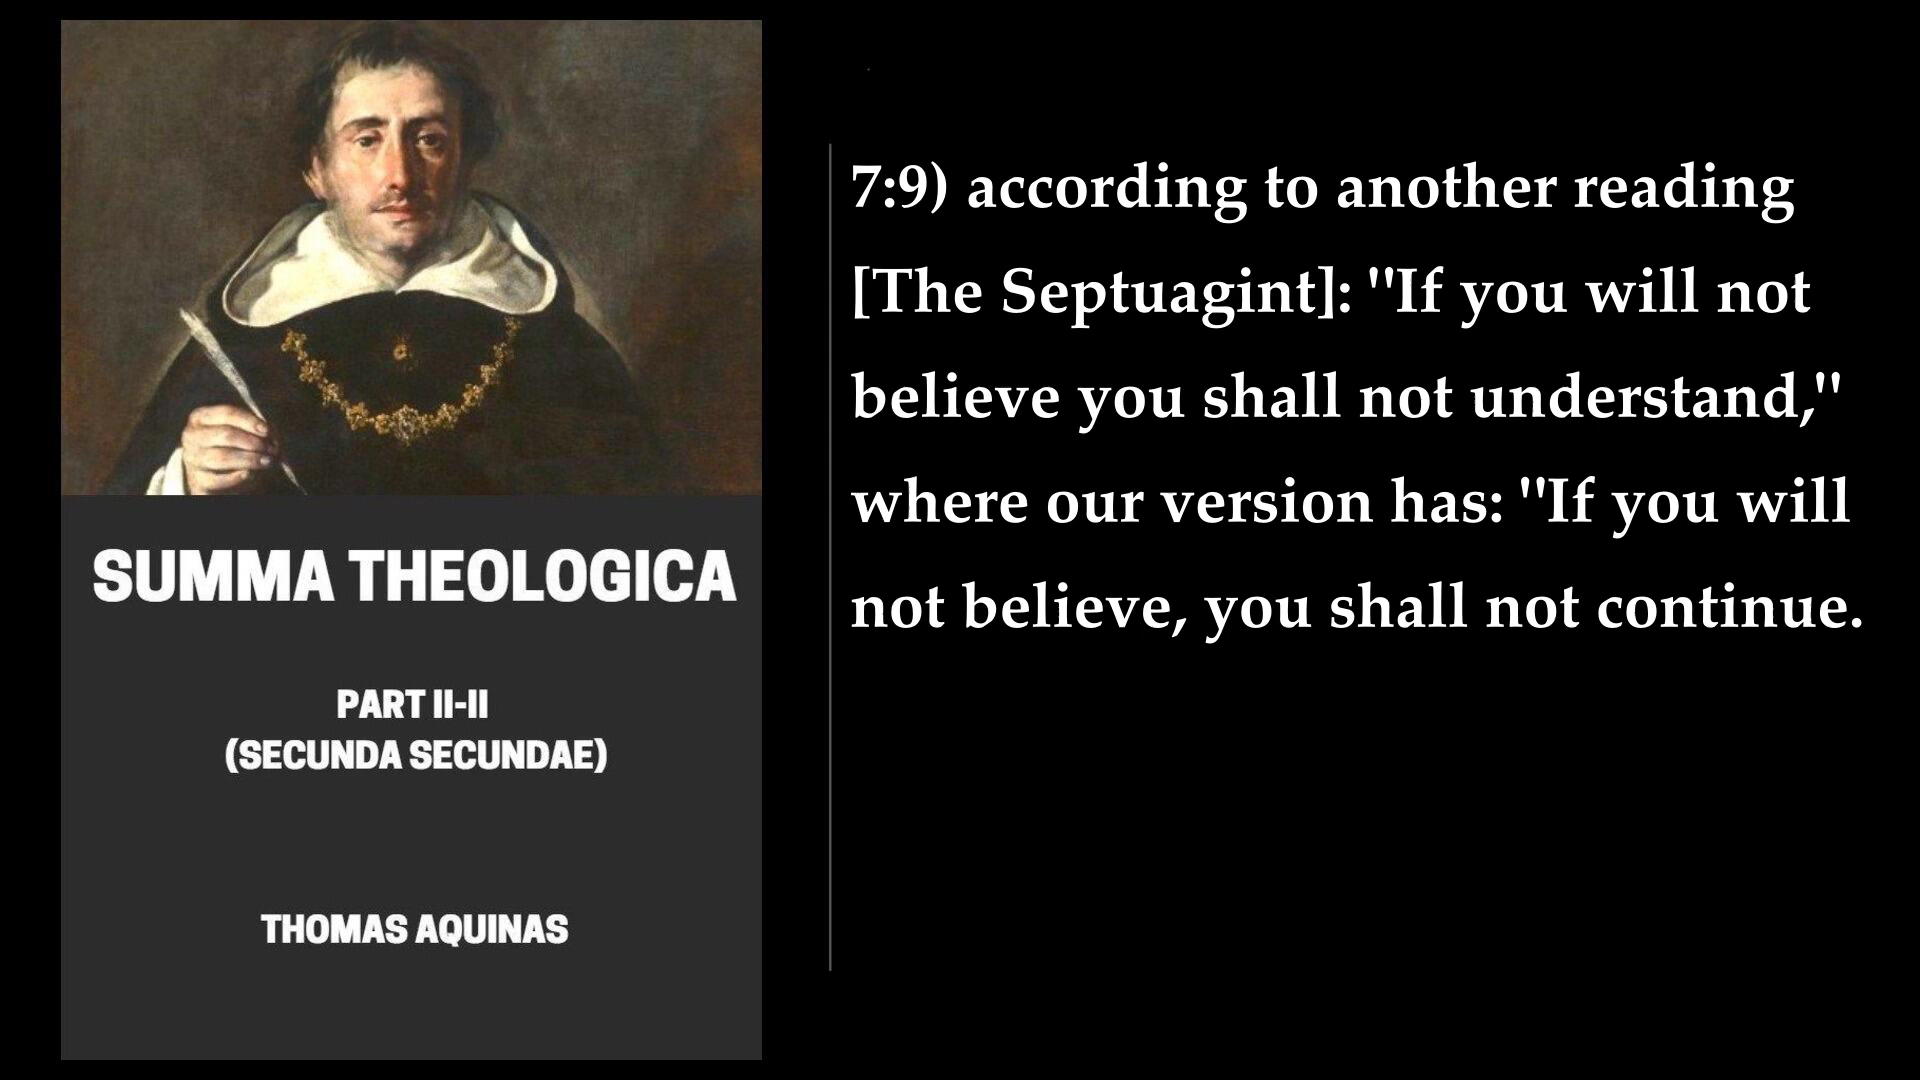 SUMMA THEOLOGICA
PART II-II
(SECUNDA SECUNDAE)
THOMAS AQUINAS
7:9) according to another reading
[The Septuagint]: "If you will not
believe you shall not understand,"
where our version has: "If you will
not believe, you shall not continue.